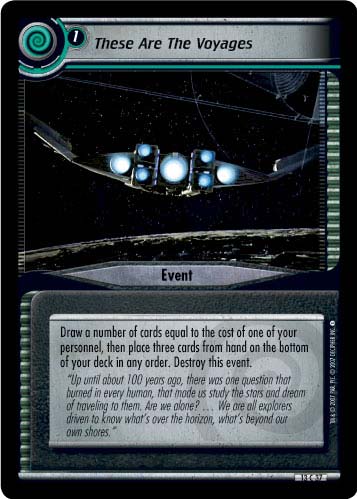 1
These Are The Voyages
Event
Draw a number of cards equal to the cost of one of your
personnel, then place three cards from hand on the bottom
of your deck in any order. Destroy this event.
"Up until about 100 years ago, there was one question that
burned in every human, that made us study the stars and dream
of traveling to them. Are we alone? … We are all explorers
driven to know what's over the horizon, what's beyond our
own shores."
13 C 57